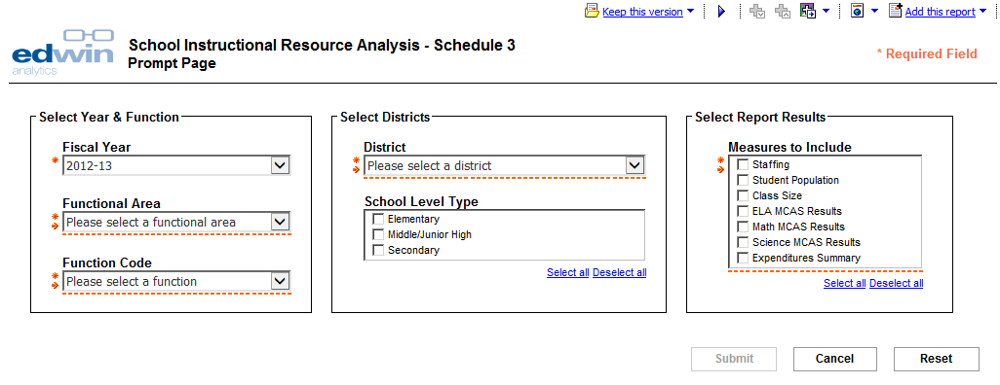 Keep this version
Add this report
edwin
analytics
School Instructional Resource Analysis - Schedule 3
Prompt Page
* Required Field
Select Year & Function
Fiscal Year
* 2012-13
Functional Area
* Please select a functional area
Function Code
* Please select a function
Select Districts
District
* Please select a district
School Level Type
Elementary
Middle/Junior High
Secondary
Select all Deselect all
Select Report Results
Measures to Include
* Staffing
Student Population
Class Size
ELA MCAS Results
Math MCAS Results
Science MCAS Results
Expenditures Summary
Select all Deselect all
Submit
Cancel
Reset